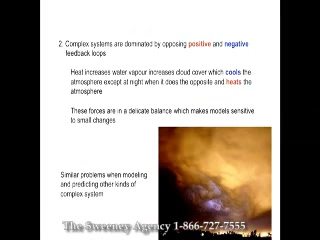 2. Complex systems are dominated by opposing positive and negative
feedback loops
Heat increases water vapour increases cloud cover which cools the
atmosphere except at night when it does the opposite and heats the
atmosphere
These forces are in a delicate balance which makes models sensitive
to small changes
Similar problems when modeling
and predicting other kinds of
complex system
The Sweeney Agency 1-866-727-7555